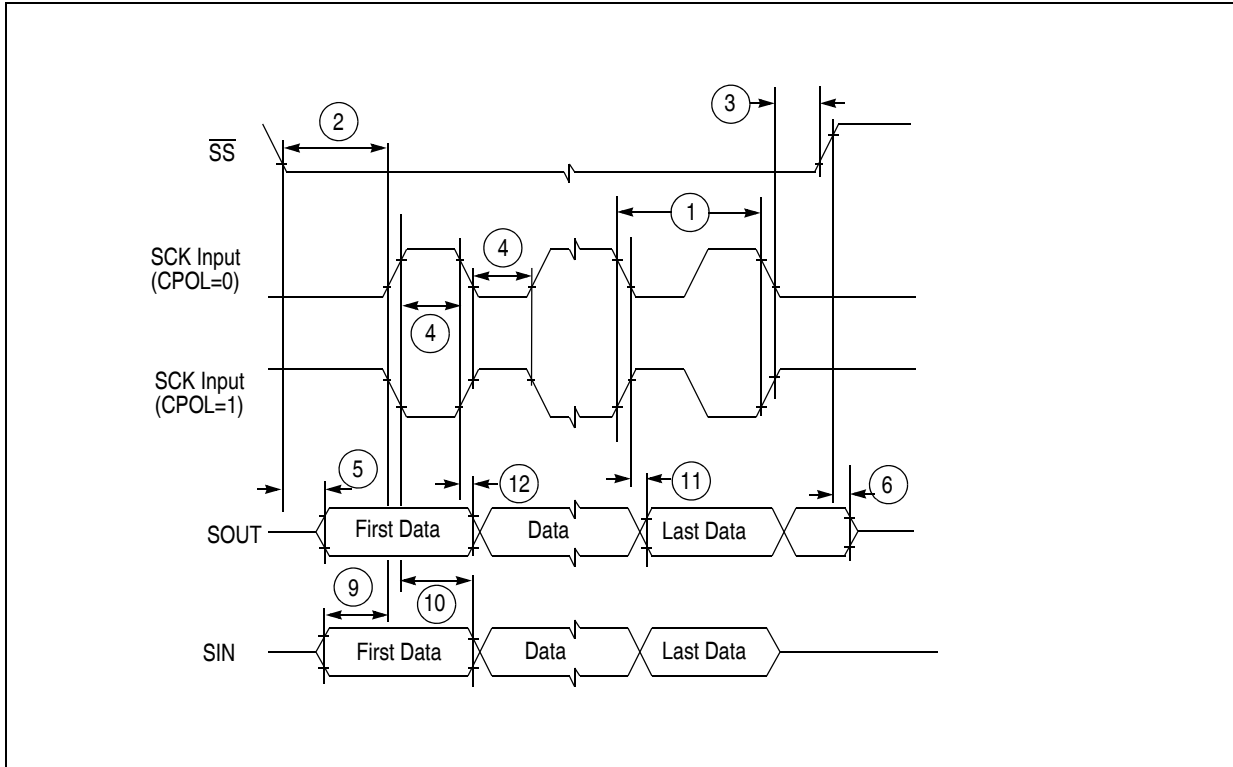 3
2
SS
1
SCK Input
(CPOL=0)
4
4
SCK Input
(CPOL=1)
5
12
11
6
SOUT
First Data
Data
Last Data
9
10
SIN
First Data
Data
Last Data